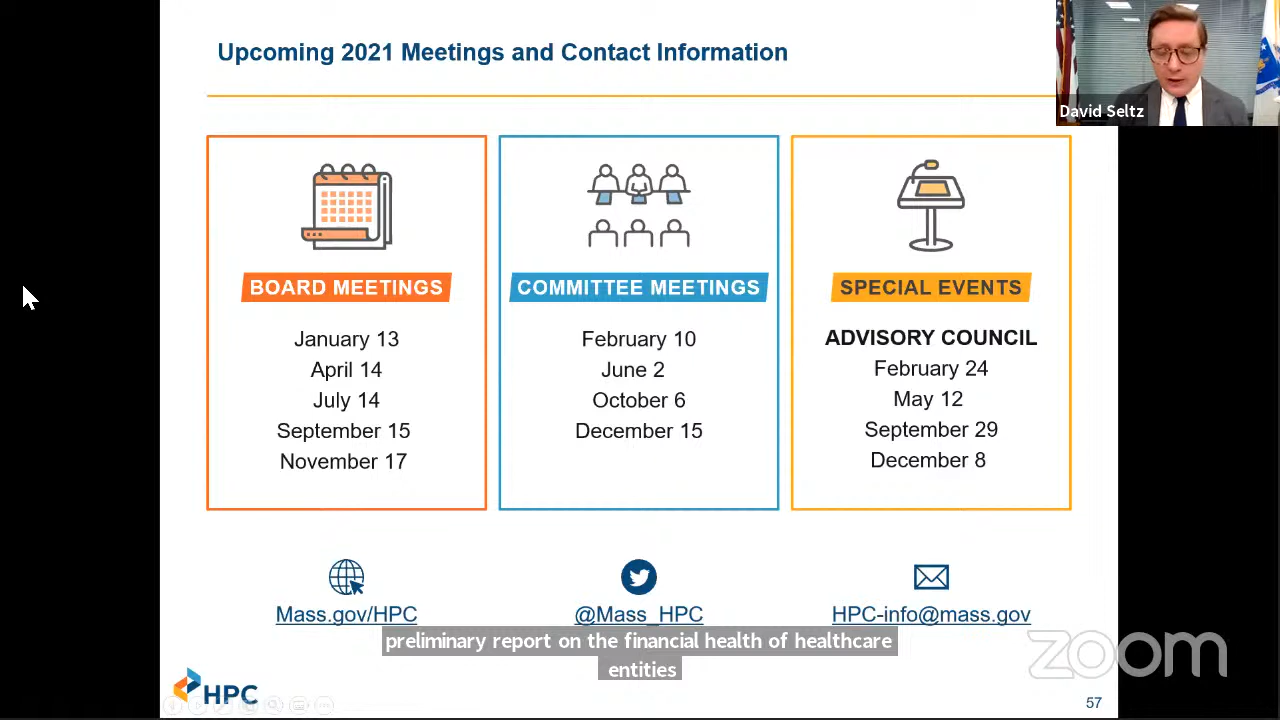 Upcoming 2021 Meetings and Contact Information
David Seltz
BOARD MEETINGS
January 13
April 14
July 14
September 15
November 17
COMMITTEE MEETINGS
February 10
June 2
October 6
December 15
SPECIAL EVENTS
ADVISORY COUNCIL
February 24
May 12
September 29
December 8
Mass.gov/HPC
@Mass_HPC
HPC-info@mass.gov
preliminary report on the financial health of healthcare
entities
zoom
HPC
57